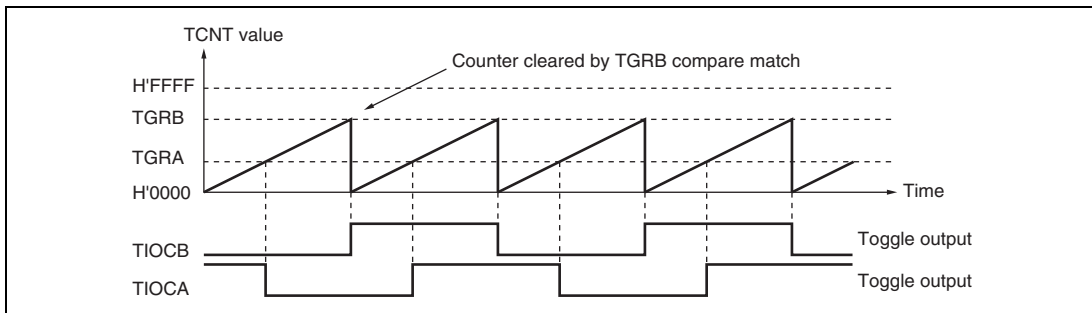 TCNT value
Counter cleared by TGRB compare match
H'FFFF
TGRB
TGRA
H'0000
Time
TIOCB
Toggle output
TIOCA
Toggle output